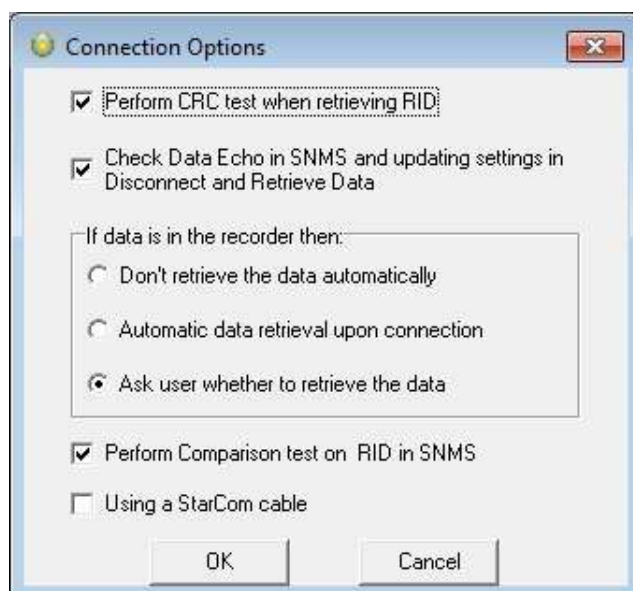 Connection Options
Perform CRC test when retrieving RID
Check Data Echo in SNMS and updating settings in
Disconnect and Retrieve Data
If data is in the recorder then:
Don't retrieve the data automatically
Automatic data retrieval upon connection
Ask user whether to retrieve the data
Perform Comparison test on RID in SNMS
Using a StarCom cable
OK Cancel